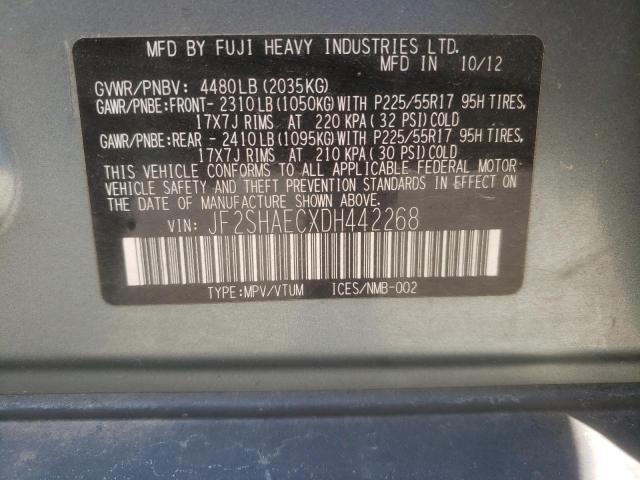 MFD BY FUJI HEAVY INDUSTRIES LTD.
MFD IN 10/12
GVWR/PNBV: 4480LB (2035KG)
GAWR/PNBE:FRONT- 2310LB(1050KG)WITH P225/55R17 95H TIRES,
17X7J RIMS AT 220 KPA (32 PSI)COLD
GAWR/PNBE:REAR - 2410LB(1095KG)WITH P225/55R17 95H TIRES,
17X7J RIMS AT 210 KPA (30 PSI)COLD
THIS VEHICLE CONFORMS TO ALL APPLICABLE FEDERAL MOTOR
VEHICLE SAFETY AND THEFT PREVENTION STANDARDS IN EFFECT ON
THE DATE OF MANUFACTURE SHOWN ABOVE.
VIN: JF2SHAECXDH442268
TYPE:MPV/VTUM ICES/NMB-002